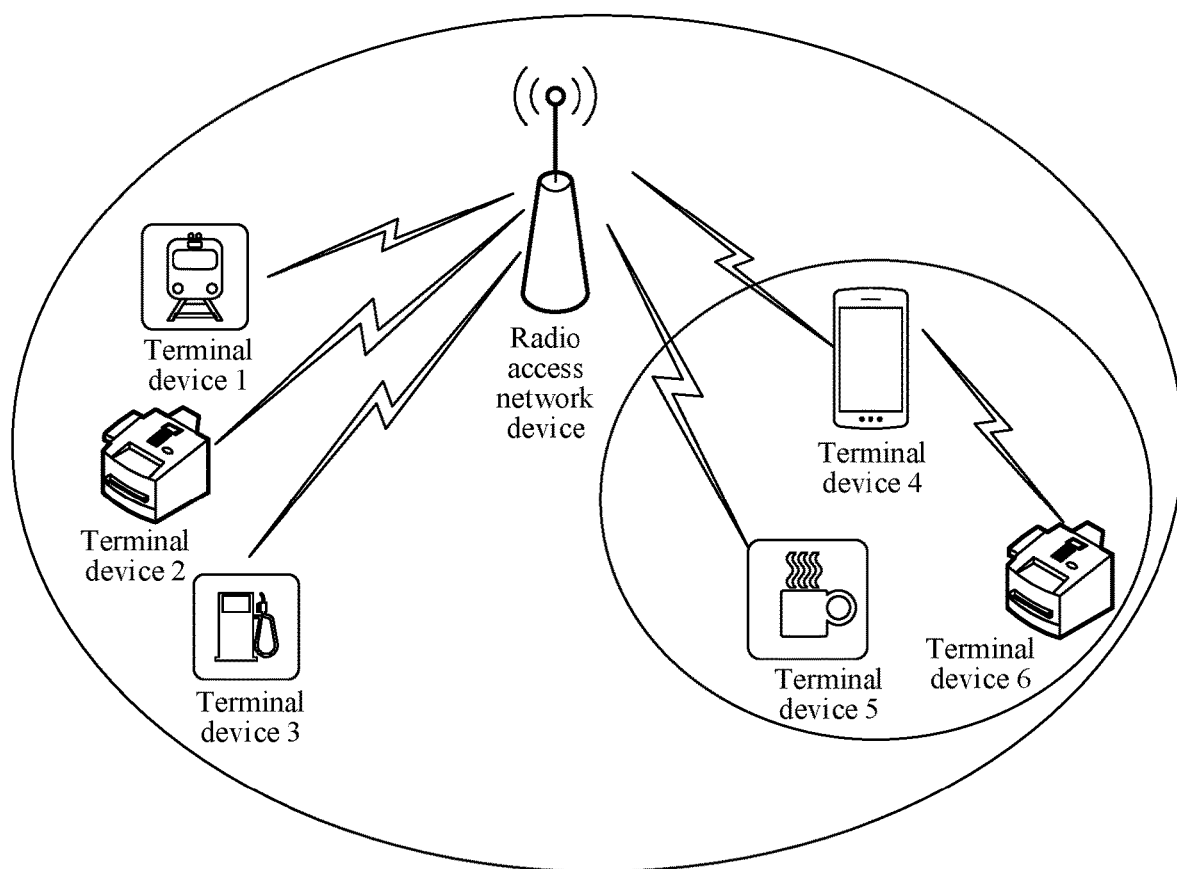 Radio
access
network
device
Terminal
device 1
Terminal
device 2
Terminal
device 3
Terminal
device 4
Terminal
device 5
Terminal
device 6